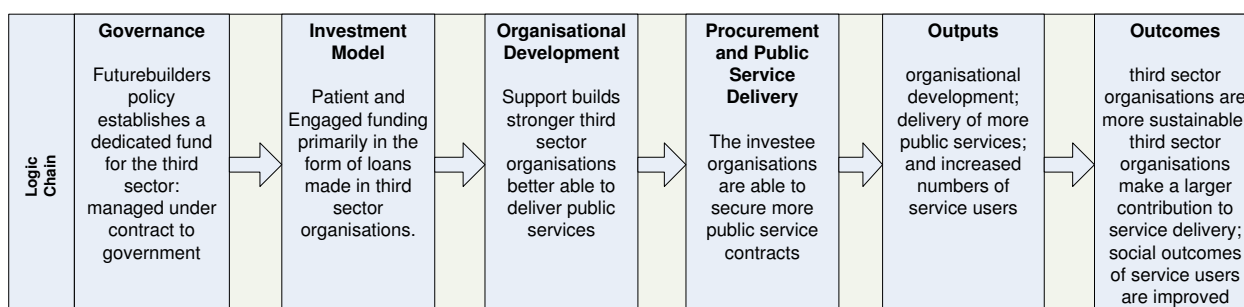 Logic
Chain
Governance
Futurebuilders
policy
establishes a
dedicated fund
for the third
sector:
managed under
contract to
government
Investment
Model
Patient and
Engaged funding
primarily in the
form of loans
made in third
sector
organisations.
Organisational
Development
Support builds
stronger third
sector
organisations
better able to
deliver public
services
Procurement
and Public
Service
Delivery
The investee
organisations
are able to
secure more
public service
contracts
Outputs
organisational
development;
delivery of more
public services;
and increased
numbers of
service users
Outcomes
third sector
organisations are
more sustainable;
third sector
organisations
make a larger
contribution to
service delivery;
social outcomes
of service users
are improved